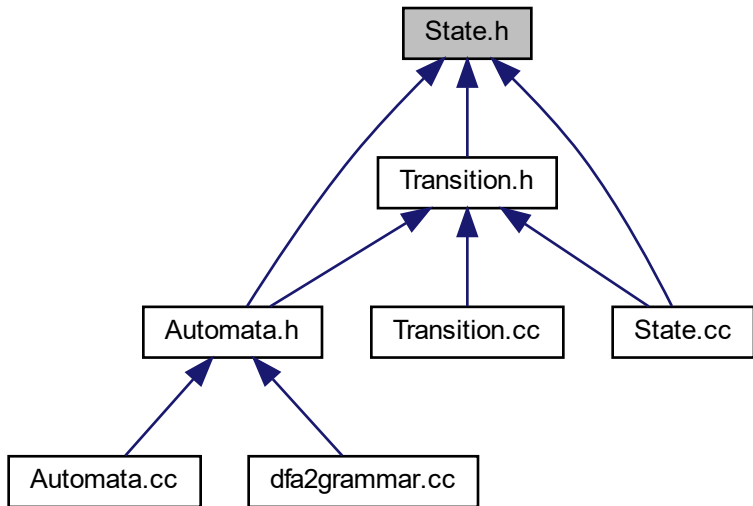 State.h
Transition.h
Automata.h
Transition.cc
State.cc
Automata.cc
dfa2grammar.cc